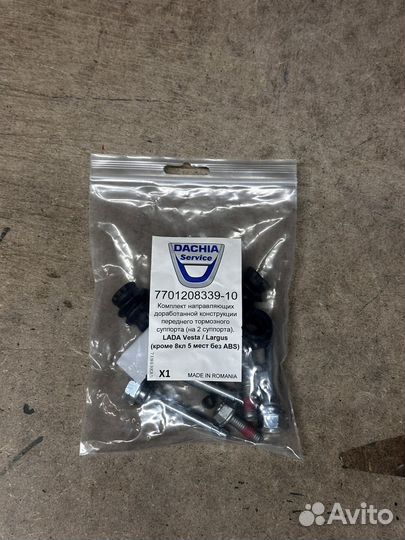 DACHIA
Service
7701208339-10
Комплект направляющих
доработанной конструкции
переднего тормозного
суппорта (на 2 суппорта).
LADA Vesta / Largus
(кроме 8кл 5 мест без ABS)
X1
MADE IN ROMANIA
Avito